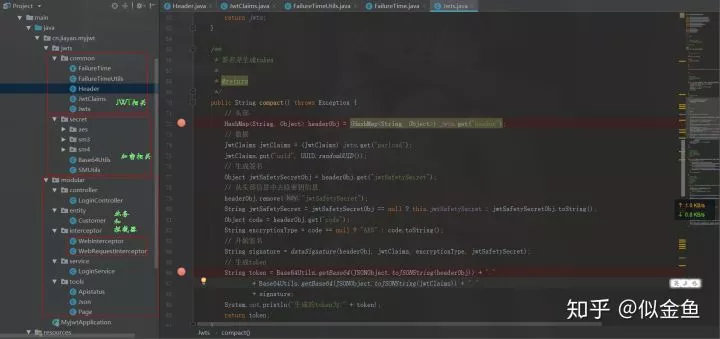 Project
main
java
cn.jiayan.myjwt
jwts
common
FailureTime
FailureTimeUtils
Header
JwtClaims
Jwts
JWT相关
secret
aes
sm3
sm4
Base64Utils
SMUtils
加密相关
modular
controller
LoginController
entity
Customer
interceptor
WebInterceptor
WebRequestInterceptor
业务
和
拦截器
service
LoginService
tools
Apistatus
Json
Page
MyjwtApplication
resources
Header.java JwtClaims.java FailureTimeUtils.java FailureTime.java Jwts.java
return jwts;
}
/**
* 签名并生成token
*
* @return
*/
public String compact() throws Exception {
// 头部
HashMap<String, Object> headerObj = (HashMap<String, Object>) jwts.get("header");
// 数据
JwtClaims jwtClaims = (JwtClaims) jwts.get("payload");
jwtClaims.put("uuid", UUID.randomUUID());
// 生成签名
Object jwtSafetySecretObj = headerObj.get("jwtSafetySecret");
// 从头部信息中去除密钥信息
headerObj.remove("jwtSafetySecret");
String jwtSafetySecret = jwtSafetySecretObj == null ? this.jwtSafetySecret : jwtSafetySecretObj.toString();
Object code = headerObj.get("code");
String encryptionType = code == null ? "AES" : code.toString();
// 开始签名
String signature = dataSignature(headerObj, jwtClaims, encryptionType, jwtSafetySecret);
// 生成token
String token = Base64Utils.getBase64(JSONObject.toJSONString(headerObj)) + "."
+ Base64Utils.getBase64(JSONObject.toJSONString(jwtClaims)) + "."
+ signature;
System.out.println("生成的token为:" + token);
return token;
}
Jwts › compact()
↑ 1.0 KB/s
↓ 0.8 KB/s
知乎 @似金鱼